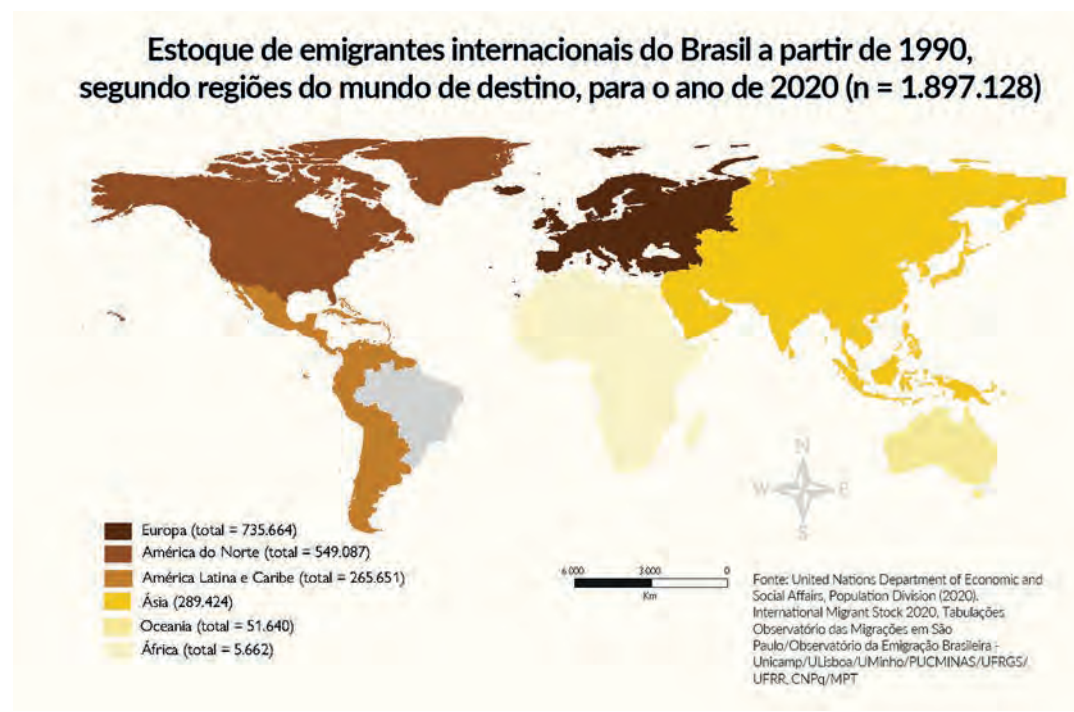 Estoque de emigrantes internacionais do Brasil a partir de 1990,
segundo regiões do mundo de destino, para o ano de 2020 (n = 1.897.128)
N
W E
S
Europa (total = 735.664)
América do Norte (total = 549.087)
América Latina e Caribe (total = 265.651)
Ásia (289.424)
Oceania (total = 51.640)
África (total = 5.662)
6 000 3000 0
Km
Fonte: United Nations Department of Economic and
Social Affairs, Population Division (2020).
International Migrant Stock 2020, Tabulações
Observatório das Migrações em São
Paulo/Observatório da Emigração Brasileira -
Unicamp/ULisboa/UMinho/PUCMINAS/UFRGS/
UFRR, CNPq/MPT